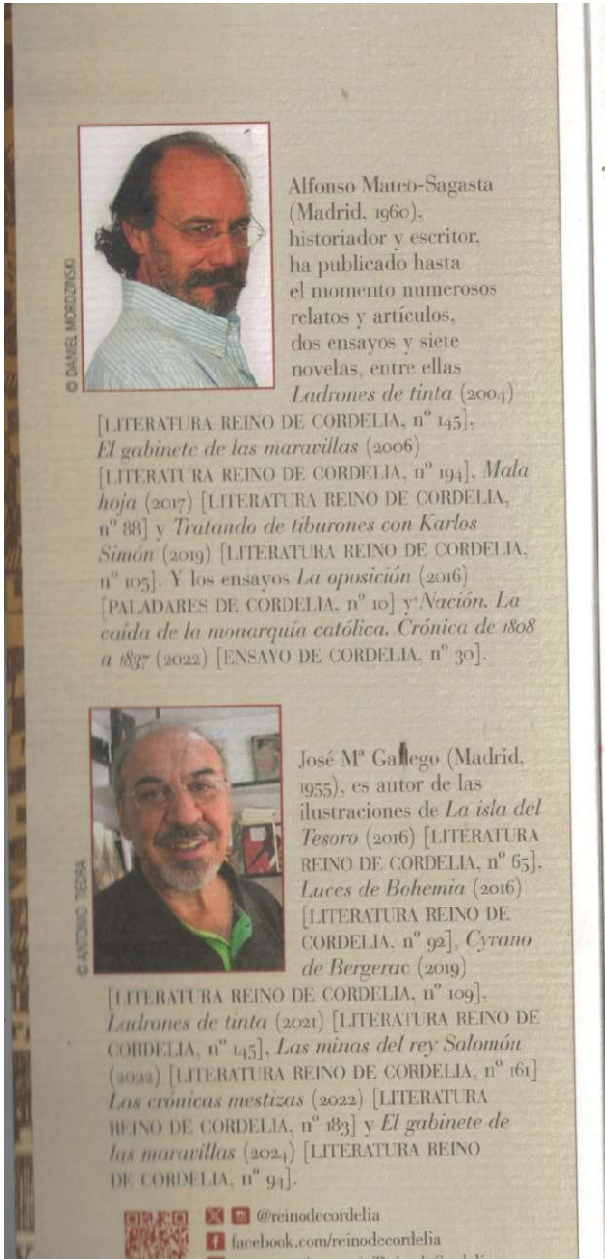 © DANIEL MORDZINSKI
Alfonso Mateo-Sagasta
(Madrid, 1960),
historiador y escritor,
ha publicado hasta
el momento numerosos
relatos y artículos,
dos ensayos y siete
novelas, entre ellas
Ladrones de tinta (2004)
[LITERATURA REINO DE CORDELIA, nº 145],
El gabinete de las maravillas (2006)
[LITERATURA REINO DE CORDELIA, nº 194], Mala
hoja (2017) [LITERATURA REINO DE CORDELIA,
nº 88] y Tratando de tiburones con Karlos
Simón (2019) [LITERATURA REINO DE CORDELIA,
nº 105]. Y los ensayos La oposición (2016)
[PALADARES DE CORDELIA, nº 10] y Nación. La
caída de la monarquía católica. Crónica de 1808
a 1837 (2022) [ENSAYO DE CORDELIA, nº 30].
© ANTONIO TIEDRA
José Mª Gallego (Madrid,
1955), es autor de las
ilustraciones de La isla del
Tesoro (2016) [LITERATURA
REINO DE CORDELIA, nº 65],
Luces de Bohemia (2016)
[LITERATURA REINO DE
CORDELIA, nº 92], Cyrano
de Bergerac (2019)
[LITERATURA REINO DE CORDELIA, nº 109],
Ladrones de tinta (2021) [LITERATURA REINO DE
CORDELIA, nº 145], Las minas del rey Salomón
(2022) [LITERATURA REINO DE CORDELIA, nº 161]
Las crónicas mestizas (2022) [LITERATURA
REINO DE CORDELIA, nº 183] y El gabinete de
las maravillas (2024) [LITERATURA REINO
DE CORDELIA, nº 94].
@reinodecordelia
facebook.com/reinodecordelia